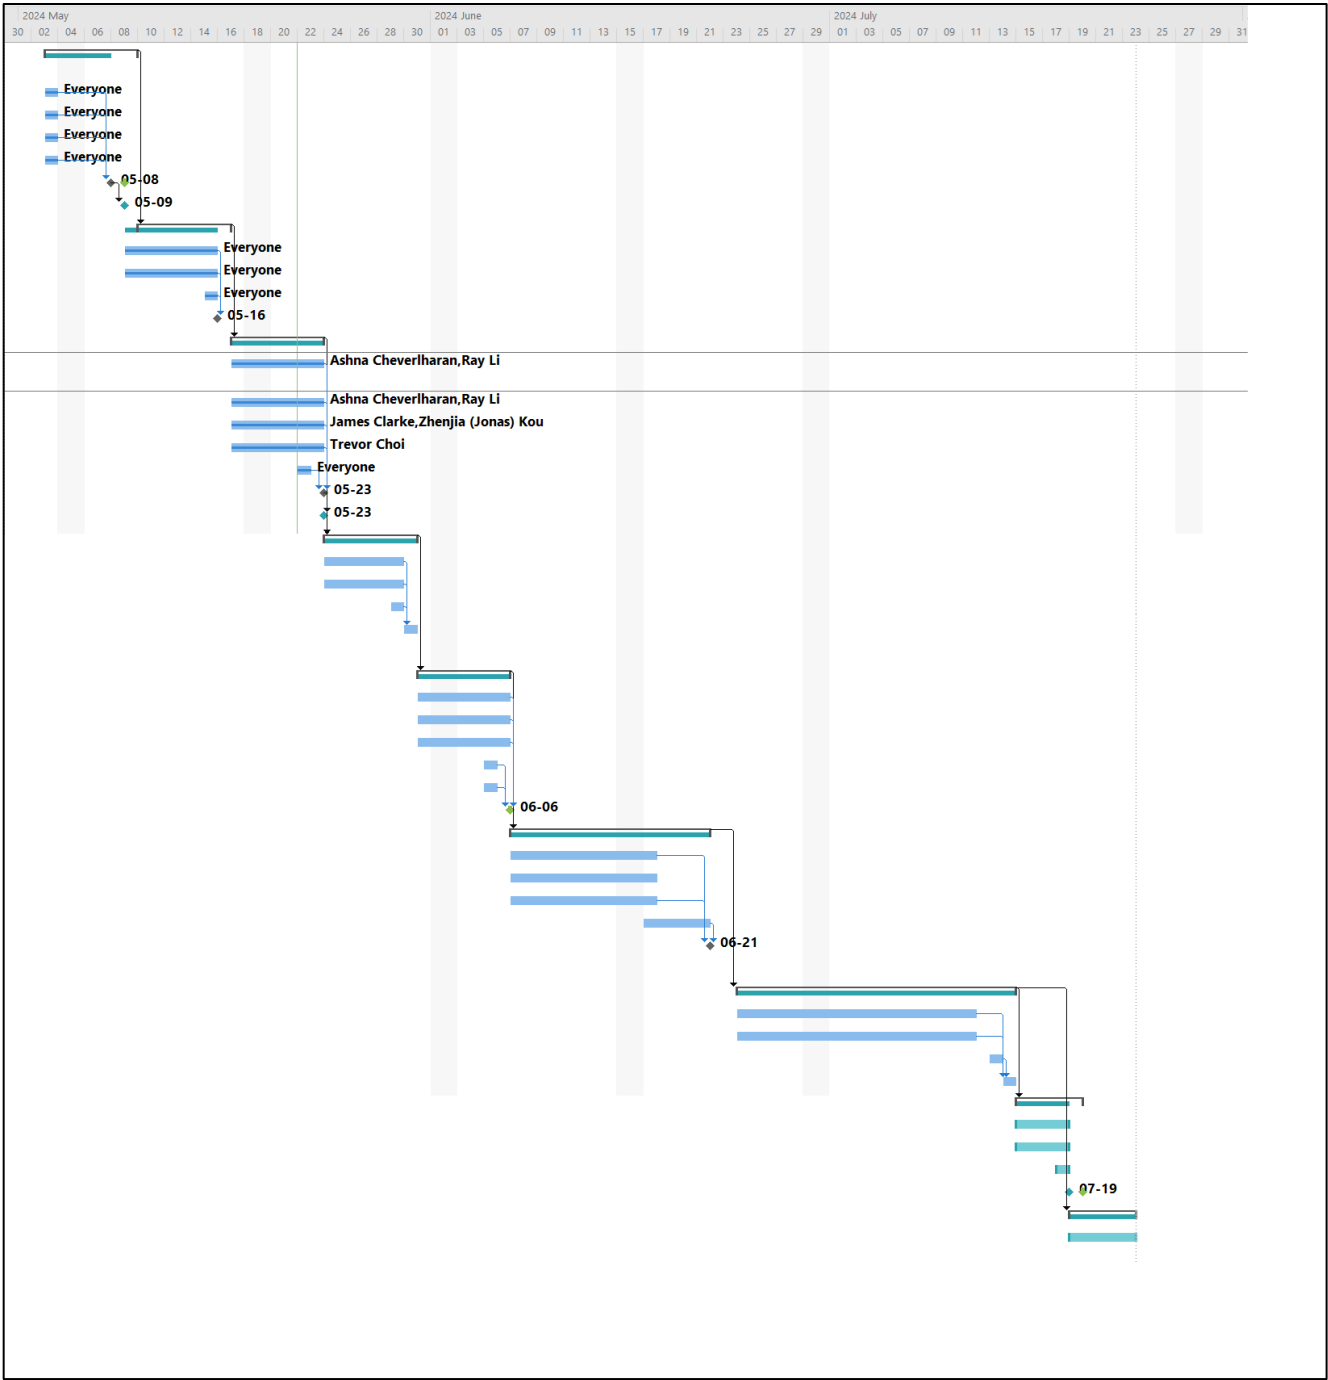 2024 May 2024 June 2024 July
30 02 04 06 08 10 12 14 16 18 20 22 24 26 28 30 01 03 05 07 09 11 13 15 17 19 21 23 25 27 29 01 03 05 07 09 11 13 15 17 19 21 23 25 27 29 31
Everyone
Everyone
Everyone
Everyone
05-08
05-09
Everyone
Everyone
Everyone
05-16
Ashna Cheverlharan,Ray Li
Ashna Cheverlharan,Ray Li
James Clarke,Zhenjia (Jonas) Kou
Trevor Choi
Everyone
05-23
05-23
06-06
06-21
07-19